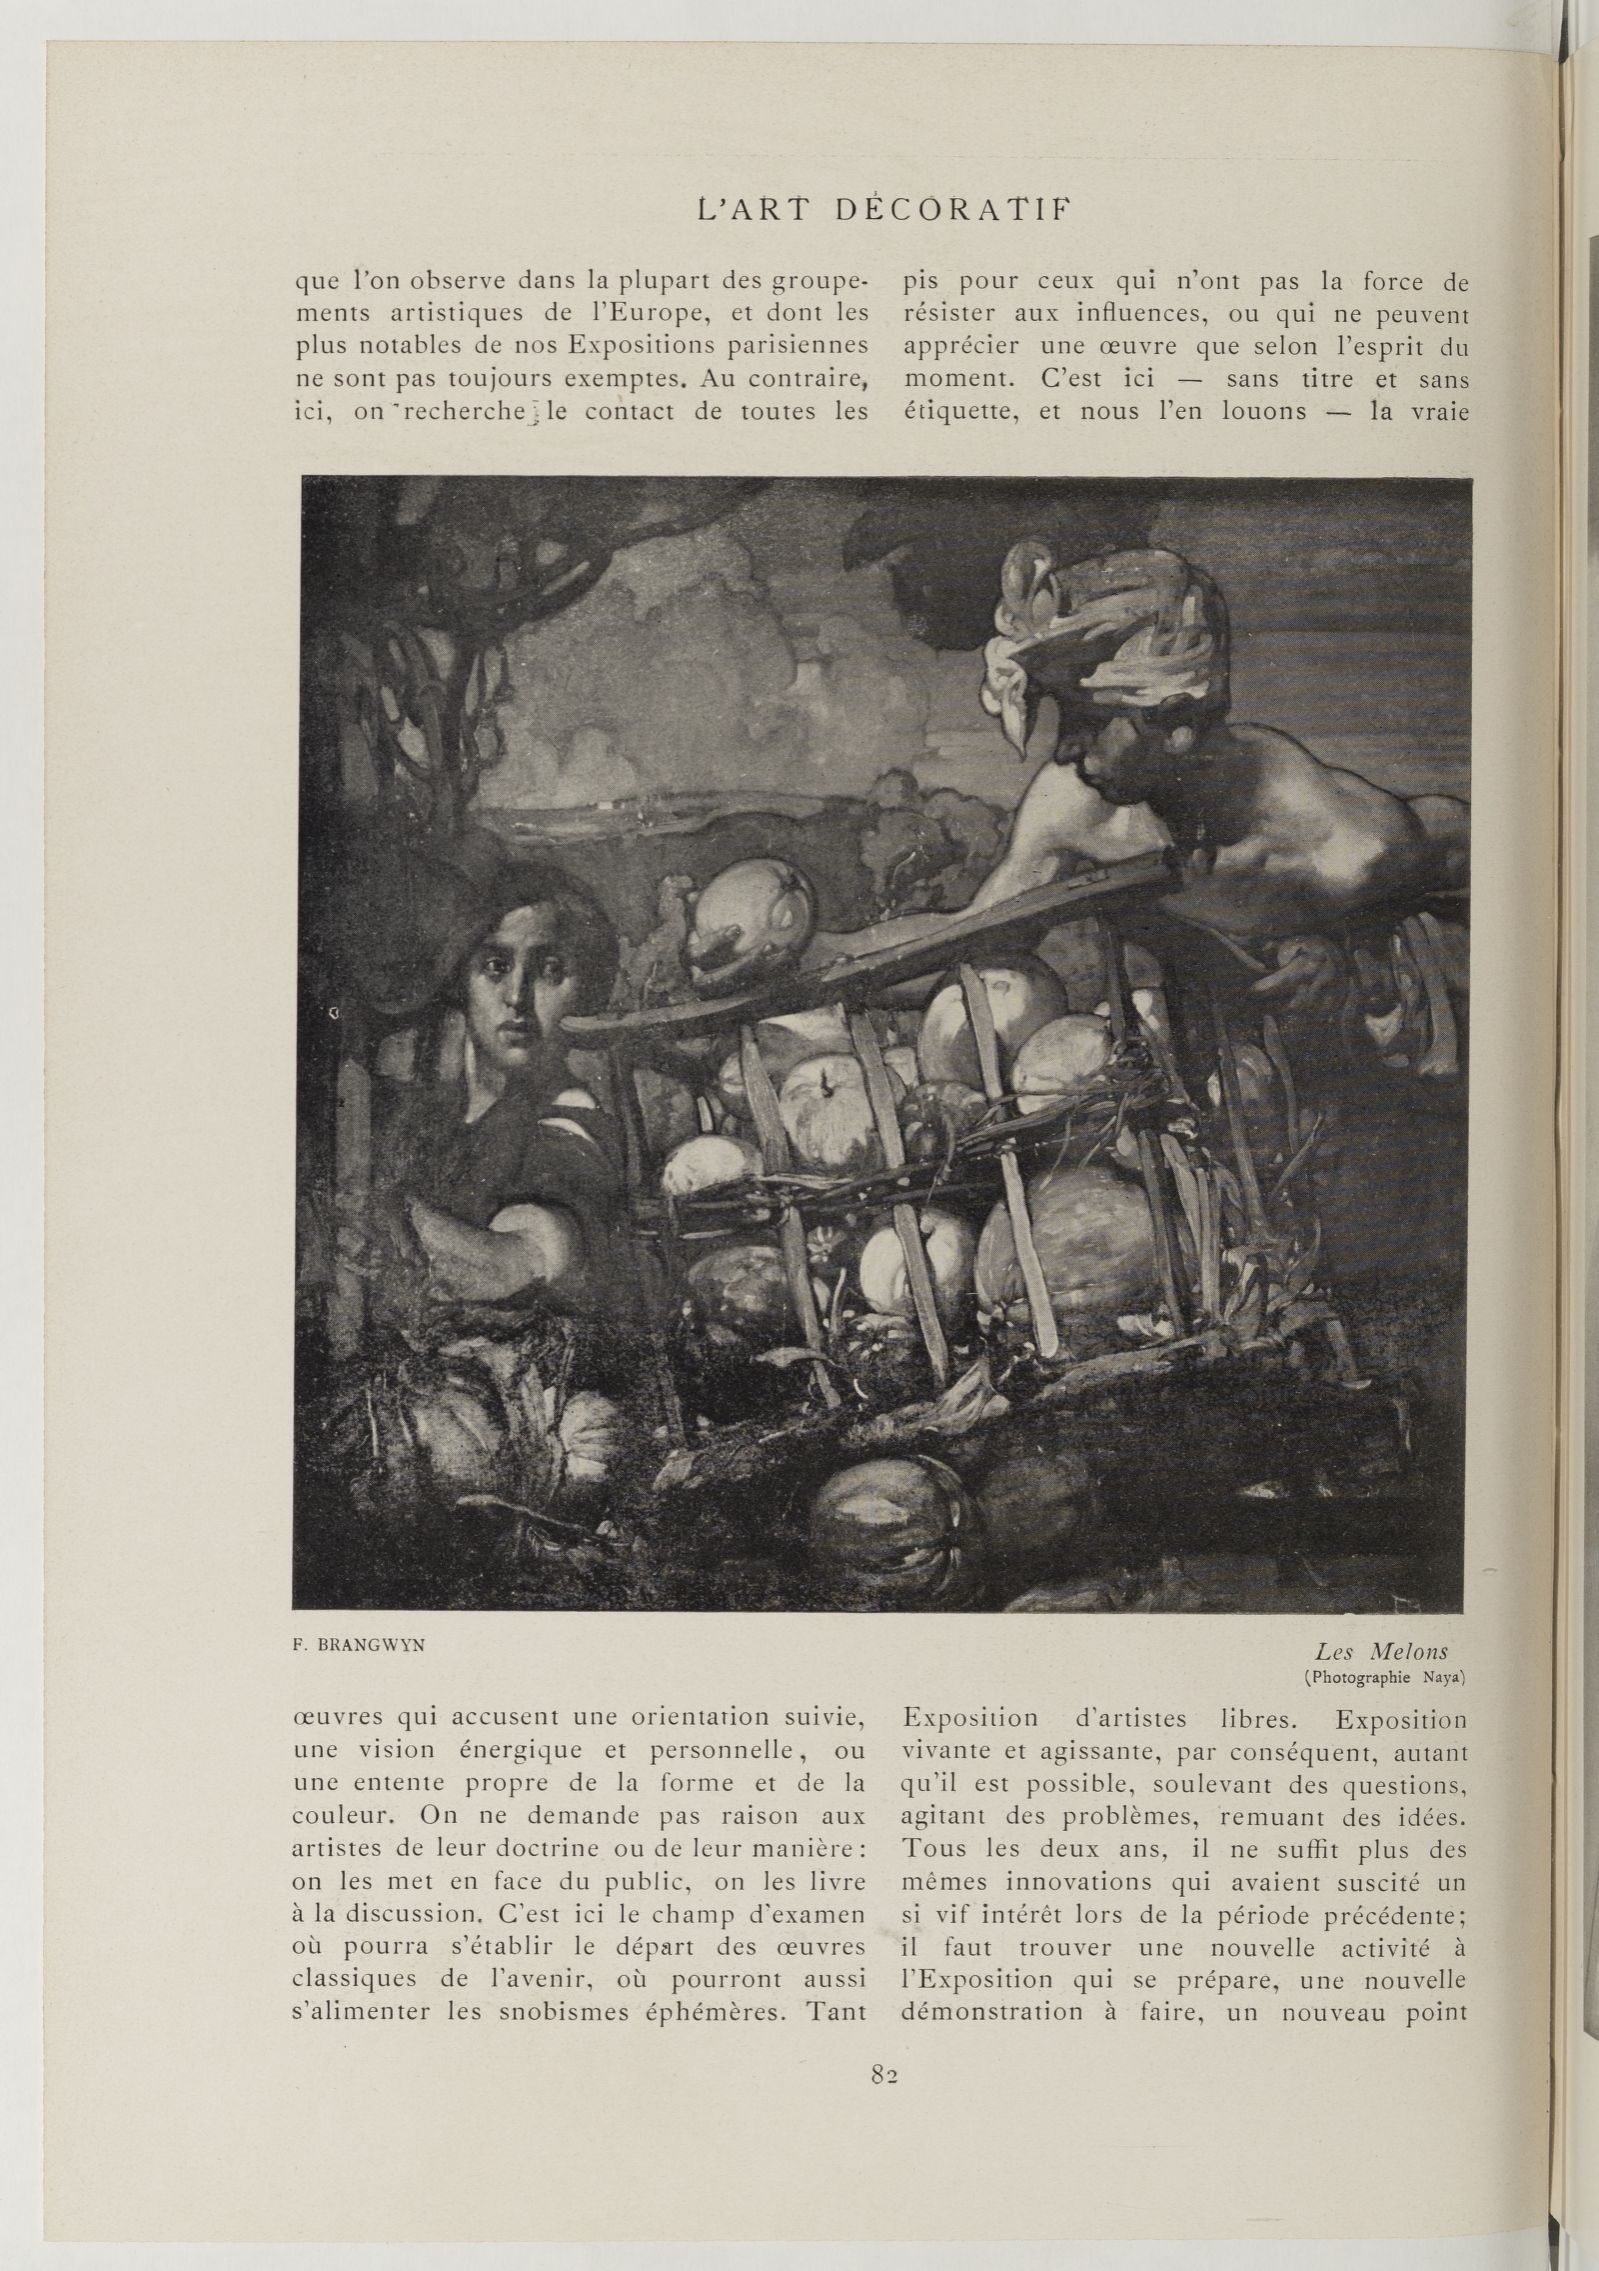 L'ART DÉCORATIF
que l'on observe dans la plupart des groupe-
ments artistiques de l'Europe, et dont les
plus notables de nos Expositions parisiennes
ne sont pas toujours exemptes. Au contraire,
ici, on recherche le contact de toutes les
œuvres qui accusent une orientation suivie,
une vision énergique et personnelle, ou
une entente propre de la forme et de la
couleur. On ne demande pas raison aux
artistes de leur doctrine ou de leur manière:
on les met en face du public, on les livre
à la discussion. C'est ici le champ d'examen
où pourra s'établir le départ des œuvres
classiques de l'avenir, où pourront aussi
s'alimenter les snobismes éphémères. Tant
pis pour ceux qui n'ont pas la force de
résister aux influences, ou qui ne peuvent
apprécier une œuvre que selon l'esprit du
moment. C'est ici — sans titre et sans
étiquette, et nous l'en louons — la vraie
Exposition d'artistes libres. Exposition
vivante et agissante, par conséquent, autant
qu'il est possible, soulevant des questions,
agitant des problèmes, remuant des idées.
Tous les deux ans, il ne suffit plus des
mêmes innovations qui avaient suscité un
si vif intérêt lors de la période précédente;
il faut trouver une nouvelle activité à
l'Exposition qui se prépare, une nouvelle
démonstration à faire, un nouveau point
F. BRANGWYN
Les Melons
(Photographie Naya)
82